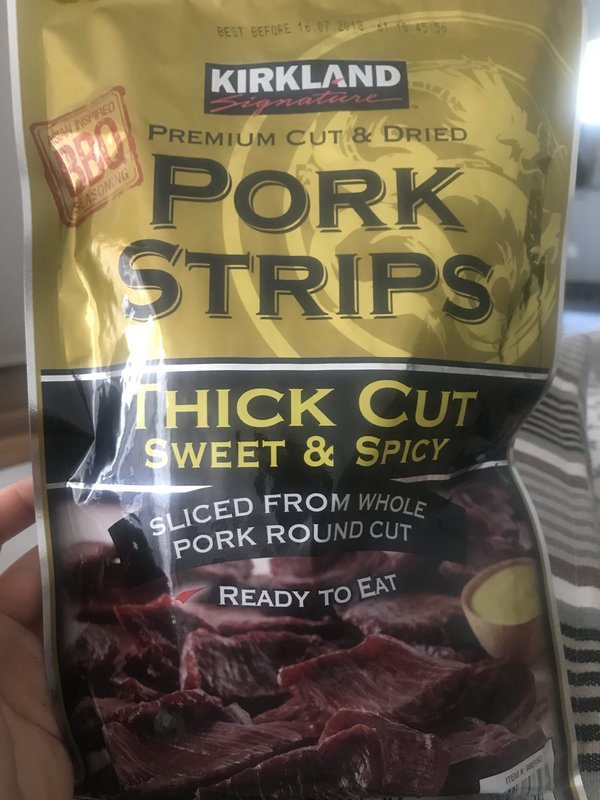 BEST BEFORE 16 07 2018
KIRKLAND
Signature
PREMIUM CUT & DRIED
INSPIRED
BBQ
SEASONING
PORK
STRIPS
THICK CUT
SWEET & SPICY
SLICED FROM WHOLE
PORK ROUND CUT
READY TO EAT
ITEM #